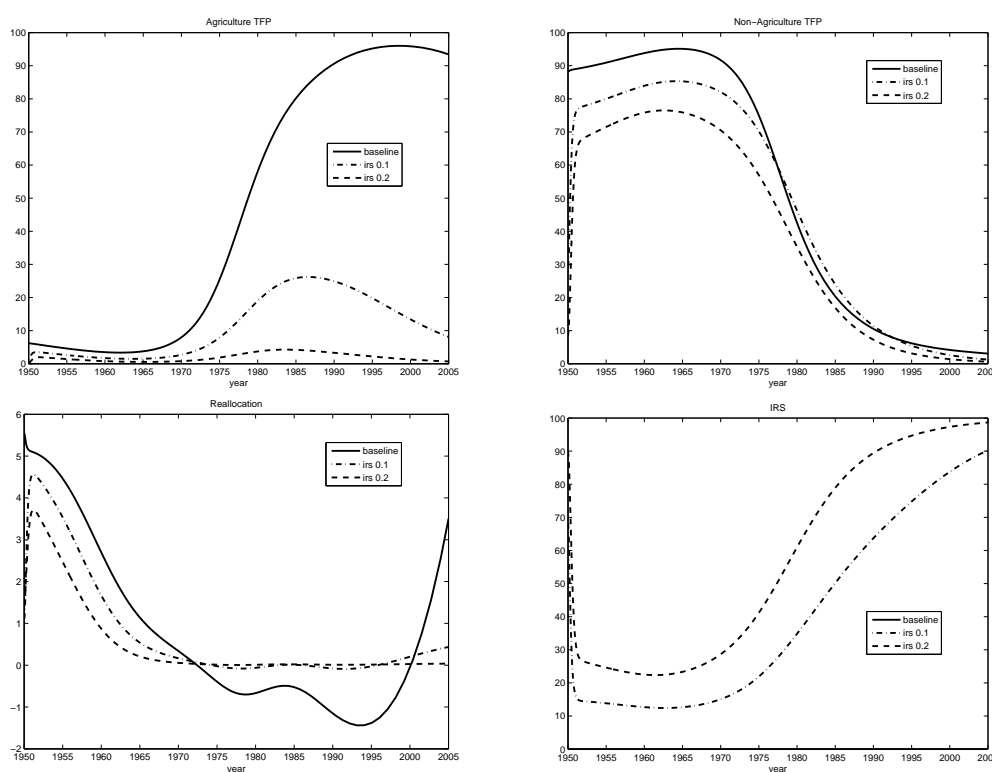 Agriculture TFP
100
90
80
70
60
50
40
30
20
10
0
baseline
irs 0.1
irs 0.2
1950 1955 1960 1965 1970 1975 1980 1985 1990 1995 2000 2005
year
Non−Agriculture TFP
100
90
80
70
60
50
40
30
20
10
0
baseline
irs 0.1
irs 0.2
1950 1955 1960 1965 1970 1975 1980 1985 1990 1995 2000 200
year
Reallocation
6
5
4
3
2
1
0
−1
−2
baseline
irs 0.1
irs 0.2
1950 1955 1960 1965 1970 1975 1980 1985 1990 1995 2000 2005
year
IRS
100
90
80
70
60
50
40
30
20
10
0
baseline
irs 0.1
irs 0.2
1950 1955 1960 1965 1970 1975 1980 1985 1990 1995 2000 200
year